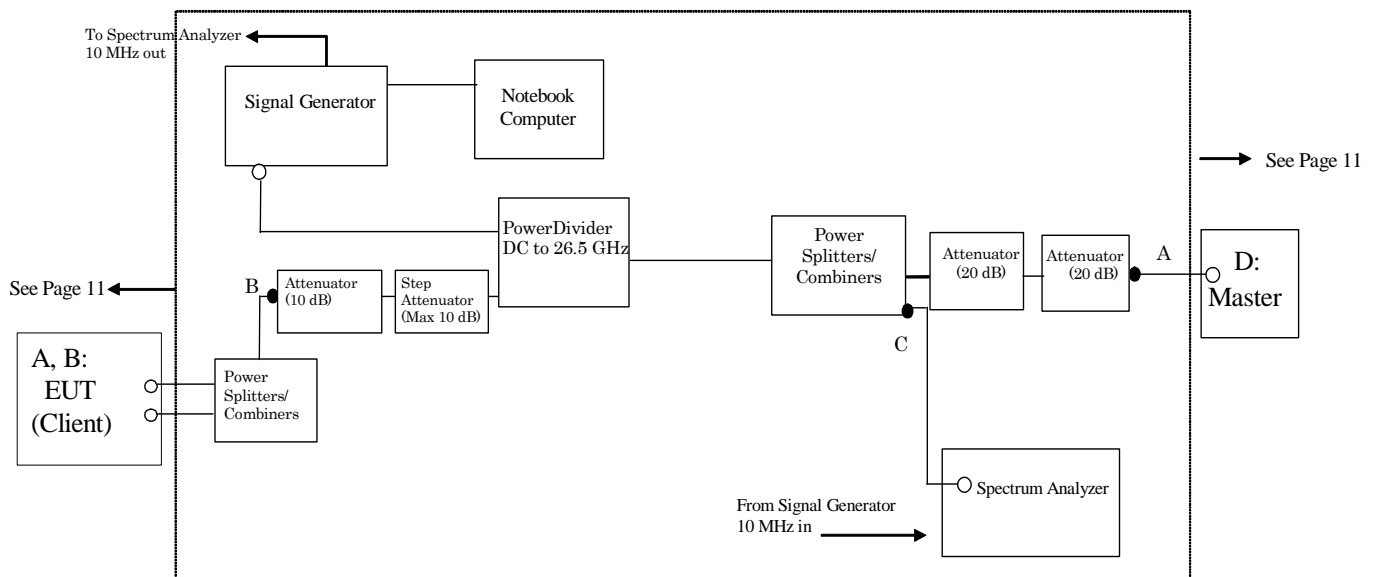 To Spectrum Analyzer
10 MHz out
Signal Generator
Notebook
Computer
See Page 11
PowerDivider
DC to 26.5 GHz
Power
Splitters/
Combiners
Attenuator
(20 dB)
Attenuator
(20 dB)
A
D:
Master
See Page 11
B
Attenuator
(10 dB)
Step
Attenuator
(Max 10 dB)
C
A, B:
EUT
(Client)
Power
Splitters/
Combiners
From Signal Generator
10 MHz in
Spectrum Analyzer